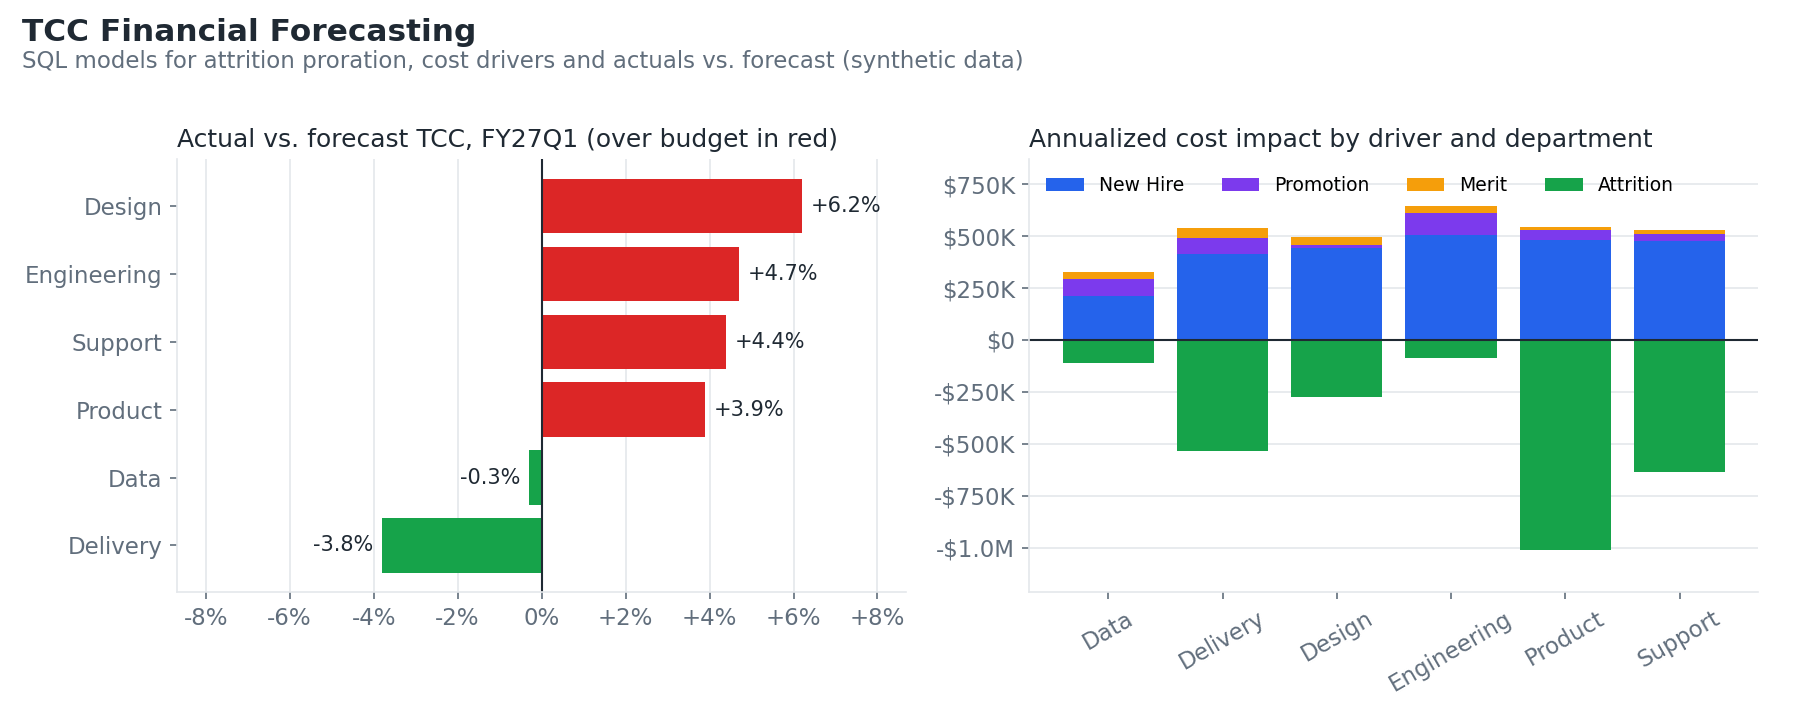 TCC Financial Forecasting
SQL models for attrition proration, cost drivers and actuals vs. forecast (synthetic data)
Actual vs. forecast TCC, FY27Q1 (over budget in red)
Design
+6.2%
Engineering
+4.7%
Support
+4.4%
Product
+3.9%
Data
-0.3%
Delivery
-3.8%
-8% -6% -4% -2% 0% +2% +4% +6% +8%
Annualized cost impact by driver and department
New Hire Promotion Merit Attrition
$750K
$500K
$250K
$0
-$250K
-$500K
-$750K
-$1.0M
Data Delivery Design Engineering Product Support